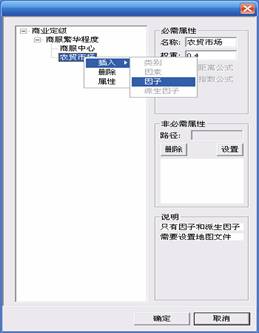 商业定级
商服繁华程度
商服中心
农贸市场
插入
删除
属性
类别
因素
因子
派生因子
必需属性
名称: 农贸市场
权重: 0.4
距离公式
指数公式
非必需属性
路径:
删除
设置
说明
只有因子和派生因子
需要设置地图文件
确定
取消